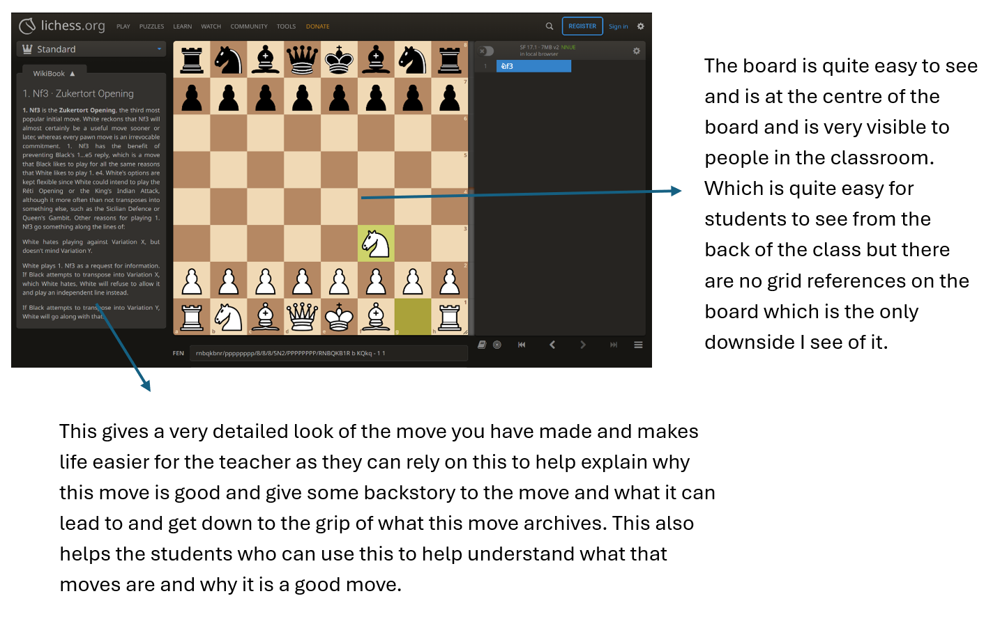 lichess.org PLAY PUZZLES LEARN WATCH COMMUNITY TOOLS DONATE REGISTER Sign in
Standard
WikiBook ▲
1. Nf3 · Zukertort Opening
1. Nf3 is the Zukertort Opening, the third most
popular initial move. White reckons that Nf3 will
almost certainly be a useful move sooner or
later, whereas every pawn move is an irrevocable
commitment. 1. Nf3 has the benefit of
preventing Black's 1...e5 reply, which is a move
that Black likes to play for all the same reasons
that White likes to play 1. e4. White's options are
kept flexible since White could intend to play the
Réti Opening or the King's Indian Attack,
although it more often than not transposes into
something else, such as the Sicilian Defence or
Queen's Gambit. Other reasons for playing 1.
Nf3 go something along the lines of:
White hates playing against Variation X, but
doesn't mind Variation Y.
White plays 1. Nf3 as a request for information.
If Black attempts to transpose into Variation X,
which White hates, White will refuse to allow it
and play an independent line instead.
If Black attempts to transpose into Variation Y,
White will go along with that.
8
7
6
5
4
3
2
1
a b c d e f g h
FEN rnbqkbnr/pppppppp/8/8/8/5N2/PPPPPPPP/RNBQKB1R b KQkq - 1 1
SF 17.1 · 7MB v2 NNUE
in local browser
1 ♘f3
The board is quite easy to see
and is at the centre of the
board and is very visible to
people in the classroom.
Which is quite easy for
students to see from the
back of the class but there
are no grid references on the
board which is the only
downside I see of it.
This gives a very detailed look of the move you have made and makes
life easier for the teacher as they can rely on this to help explain why
this move is good and give some backstory to the move and what it can
lead to and get down to the grip of what this move archives. This also
helps the students who can use this to help understand what that
moves are and why it is a good move.